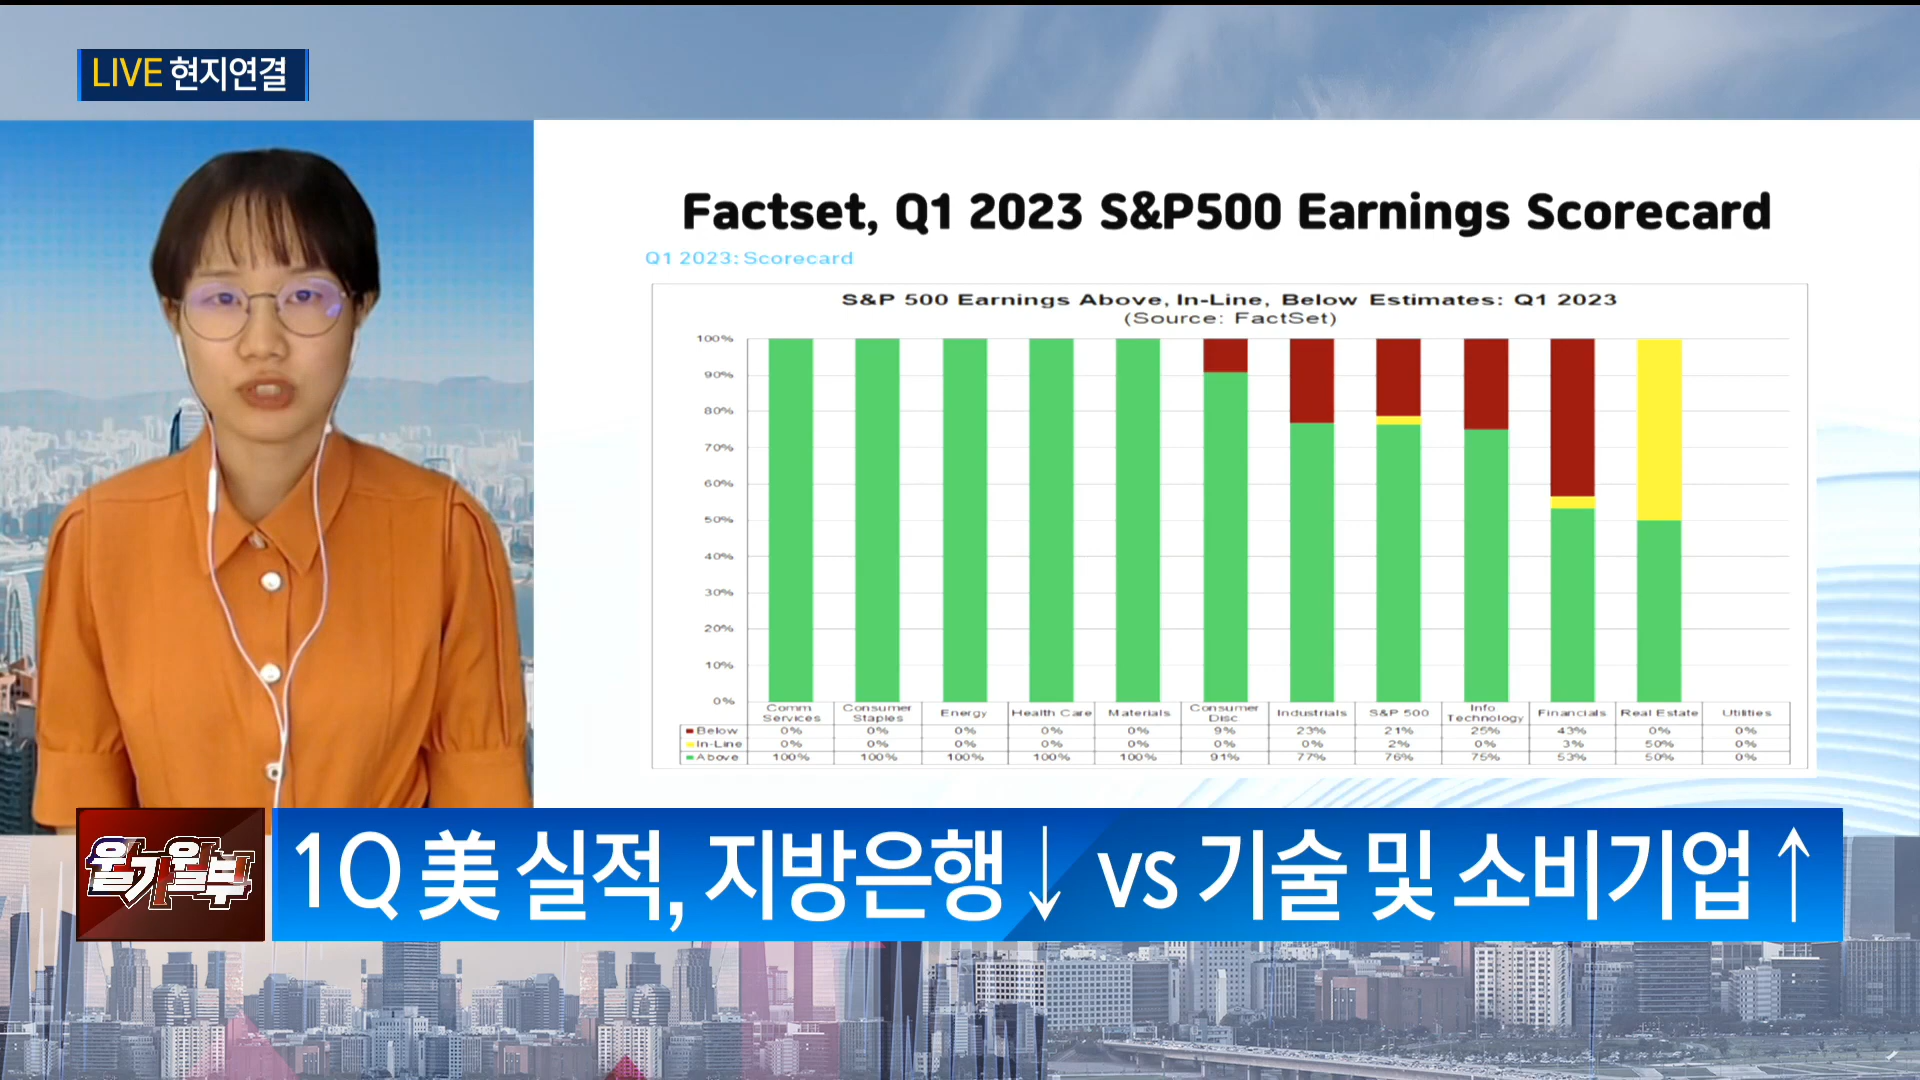 LIVE 현지연결
Factset, Q1 2023 S&P500 Earnings Scorecard
Q1 2023: Scorecard
S&P 500 Earnings Above, In-Line, Below Estimates: Q1 2023
(Source: FactSet)
100%
90%
80%
70%
60%
50%
40%
30%
20%
10%
0%
Comm Services Consumer Staples Energy Health Care Materials Consumer Disc. Industrials S&P 500 Info Technology Financials Real Estate Utilities
Below 0% 0% 0% 0% 0% 9% 23% 21% 25% 43% 0% 0%
In-Line 0% 0% 0% 0% 0% 0% 0% 2% 0% 3% 50% 0%
Above 100% 100% 100% 100% 100% 91% 77% 76% 75% 53% 50% 0%
월가월부
1Q 美 실적, 지방은행↓ vs 기술 및 소비기업↑